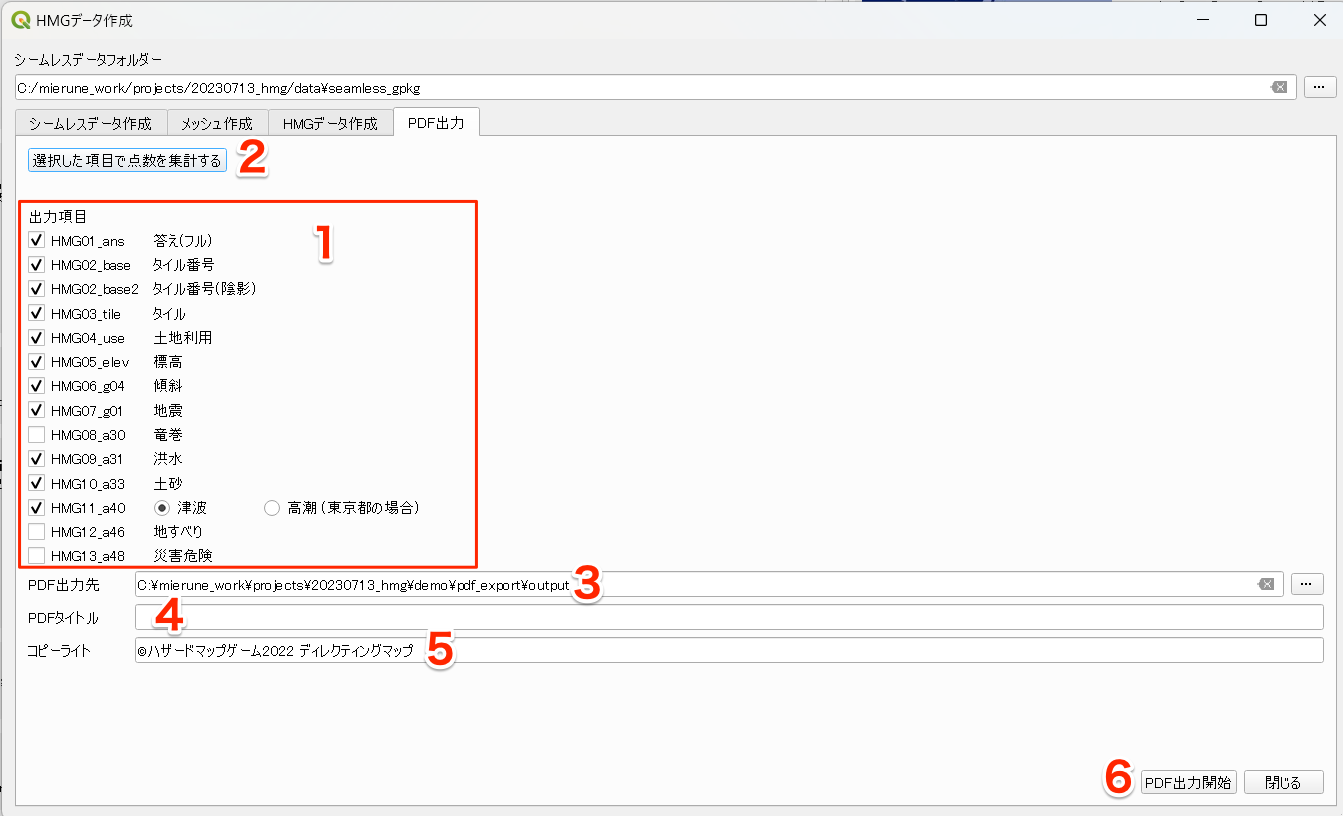 HMGデータ作成
シームレスデータフォルダー
C:/mierune_work/projects/20230713_hmg/data¥seamless_gpkg
...
シームレスデータ作成 メッシュ作成 HMGデータ作成 PDF出力
選択した項目で点数を集計する 2
出力項目
1
HMG01_ans 答え(フル)
HMG02_base タイル番号
HMG02_base2 タイル番号(陰影)
HMG03_tile タイル
HMG04_use 土地利用
HMG05_elev 標高
HMG06_g04 傾斜
HMG07_g01 地震
HMG08_a30 竜巻
HMG09_a31 洪水
HMG10_a33 土砂
HMG11_a40 津波 高潮(東京都の場合)
HMG12_a46 地すべり
HMG13_a48 災害危険
PDF出力先 C:¥mierune_work¥projects¥20230713_hmg¥demo¥pdf_export¥output 3 ...
PDFタイトル 4
コピーライト ©ハザードマップゲーム2022 ディレクティングマップ 5
6 PDF出力開始 閉じる